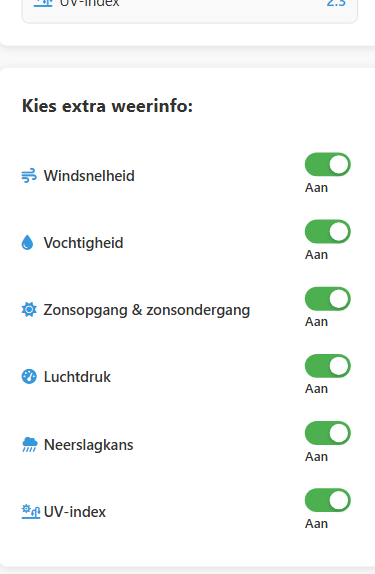 UV-index 2.3
Kies extra weerinfo:
Windsnelheid
Aan
Vochtigheid
Aan
Zonsopgang & zonsondergang
Aan
Luchtdruk
Aan
Neerslagkans
Aan
UV-index
Aan